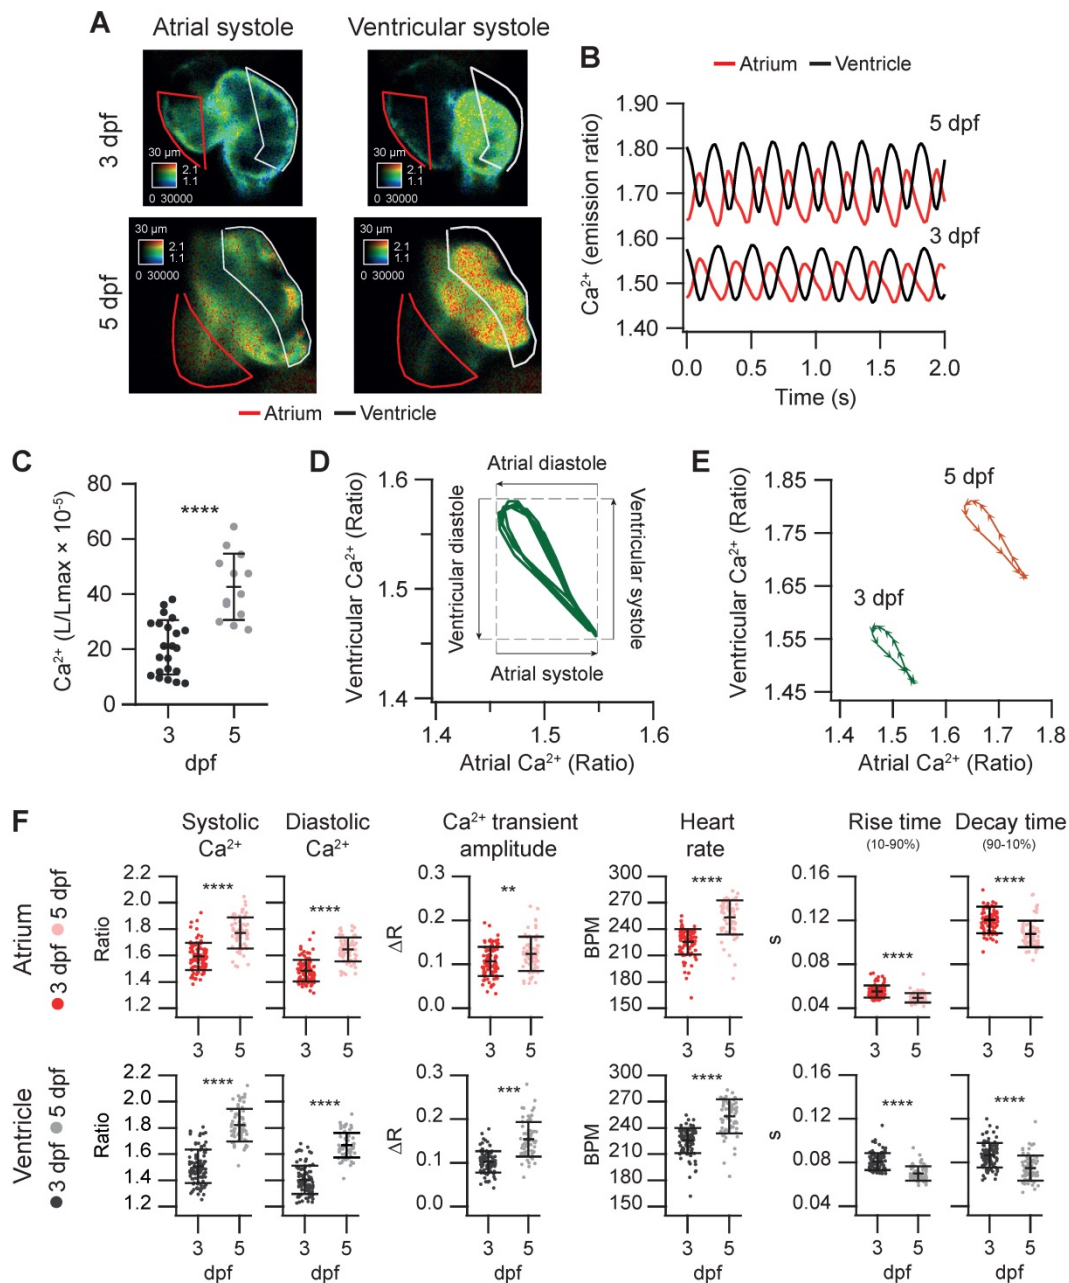 A
Atrial systole
Ventricular systole
3 dpf
30 µm
2.1
1.1
0 30000
30 µm
2.1
1.1
0 30000
5 dpf
30 µm
2.1
1.1
0 30000
30 µm
2.1
1.1
0 30000
Atrium
Ventricle
B
Atrium
Ventricle
Ca²⁺ (emission ratio)
1.90
1.80
1.70
1.60
1.50
1.40
5 dpf
3 dpf
0.0 0.5 1.0 1.5 2.0
Time (s)
C
Ca²⁺ (L/Lmax × 10⁻⁵)
80
60
40
20
0
****
3 5
dpf
D
Ventricular Ca²⁺ (Ratio)
1.6
1.5
1.4
Atrial diastole
Ventricular diastole
Ventricular systole
Atrial systole
1.4 1.5 1.6
Atrial Ca²⁺ (Ratio)
E
Ventricular Ca²⁺ (Ratio)
1.85
1.75
1.65
1.55
1.45
5 dpf
3 dpf
1.4 1.5 1.6 1.7 1.8
Atrial Ca²⁺ (Ratio)
F
Systolic
Ca²⁺
Diastolic
Ca²⁺
Ca²⁺ transient
amplitude
Heart
rate
Rise time
(10-90%)
Decay time
(90-10%)
Atrium
3 dpf 5 dpf
Ratio
2.2
2.0
1.8
1.6
1.4
1.2
****
3 5
****
3 5
ΔR
0.3
0.2
0.1
0.0
**
3 5
BPM
300
270
240
210
180
150
****
3 5
s
0.16
0.12
0.08
0.04
****
3 5
****
3 5
Ventricle
3 dpf 5 dpf
Ratio
2.2
2.0
1.8
1.6
1.4
1.2
****
3 5
dpf
****
3 5
ΔR
0.3
0.2
0.1
0.0
***
3 5
dpf
BPM
300
270
240
210
180
150
****
3 5
dpf
s
0.16
0.12
0.08
0.04
****
3 5
****
3 5
dpf